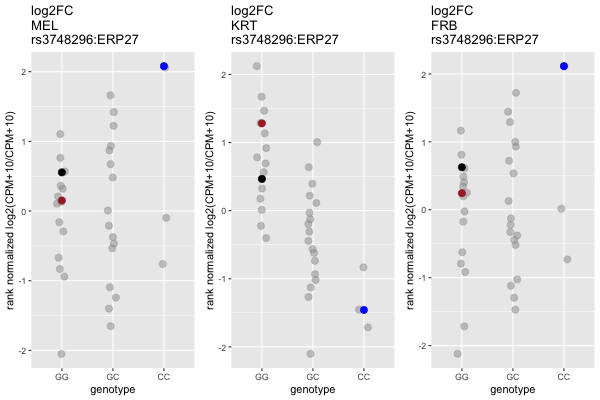 log2FC
MEL
rs3748296:ERP27
rank normalized log2(CPM+10/CPM+10)
2
1
0
-1
-2
GG
GC
CC
genotype
log2FC
KRT
rs3748296:ERP27
rank normalized log2(CPM+10/CPM+10)
2
1
0
-1
-2
GG
GC
CC
genotype
log2FC
FRB
rs3748296:ERP27
rank normalized log2(CPM+10/CPM+10)
2
1
0
-1
-2
GG
GC
CC
genotype